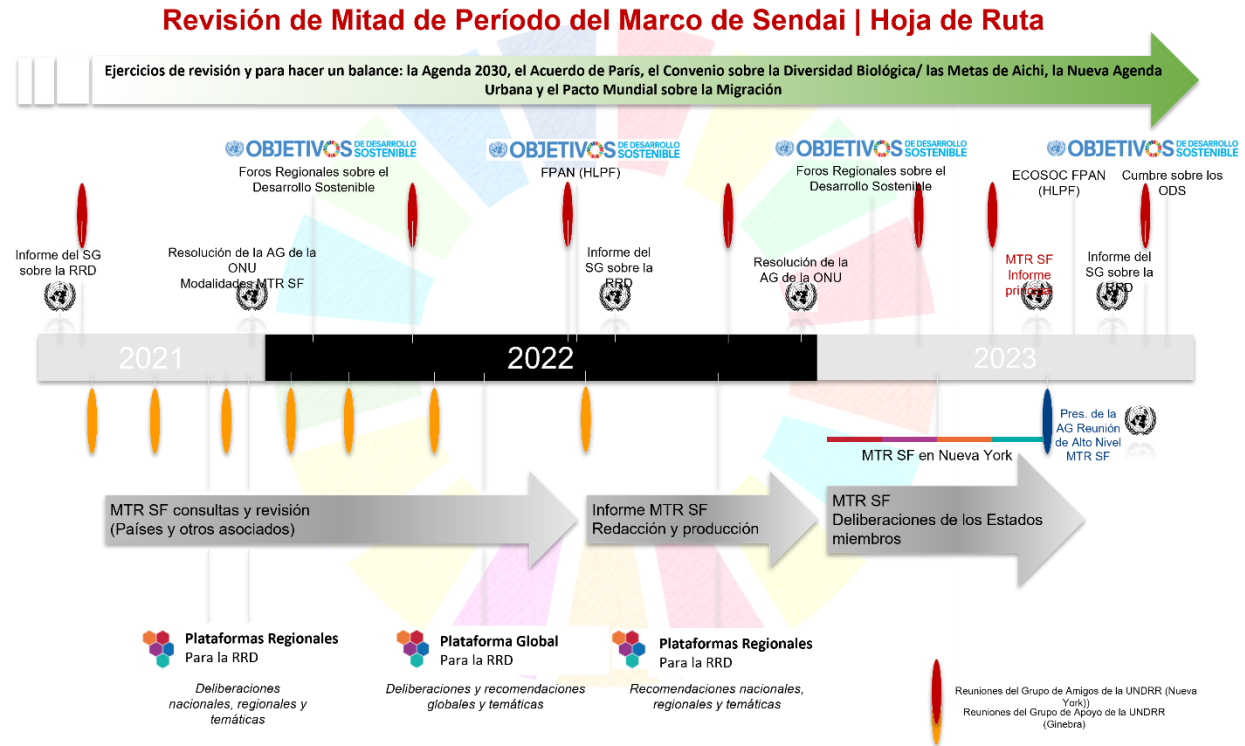 Revisión de Mitad de Período del Marco de Sendai | Hoja de Ruta
Ejercicios de revisión y para hacer un balance: la Agenda 2030, el Acuerdo de París, el Convenio sobre la Diversidad Biológica/ las Metas de Aichi, la Nueva Agenda
Urbana y el Pacto Mundial sobre la Migración
OBJETIVOS DE DESARROLLO
SOSTENIBLE
Foros Regionales sobre el
Desarrollo Sostenible
OBJETIVOS DE DESARROLLO
SOSTENIBLE
FPAN (HLPF)
OBJETIVOS DE DESARROLLO
SOSTENIBLE
Foros Regionales sobre el
Desarrollo Sostenible
OBJETIVOS DE DESARROLLO
SOSTENIBLE
ECOSOC FPAN
(HLPF)
Cumbre sobre los
ODS
Informe del SG
sobre la RRD
Resolución de la AG de la
ONU
Modalidades MTR SF
Informe del
SG sobre la
RRD
Resolución de la
AG de la ONU
MTR SF
Informe
principal
Informe del
SG sobre la
RRD
2021
2022
2023
Pres. de la
AG Reunión
de Alto Nivel
MTR SF
MTR SF en Nueva York
MTR SF consultas y revisión
(Países y otros asociados)
Informe MTR SF
Redacción y producción
MTR SF
Deliberaciones de los Estados
miembros
Plataformas Regionales
Para la RRD
Deliberaciones
nacionales, regionales y
temáticas
Plataforma Global
Para la RRD
Deliberaciones y recomendaciones
globales y temáticas
Plataformas Regionales
Para la RRD
Recomendaciones nacionales,
regionales y temáticas
Reuniones del Grupo de Amigos de la UNDRR (Nueva
York))
Reuniones del Grupo de Apoyo de la UNDRR
(Ginebra)